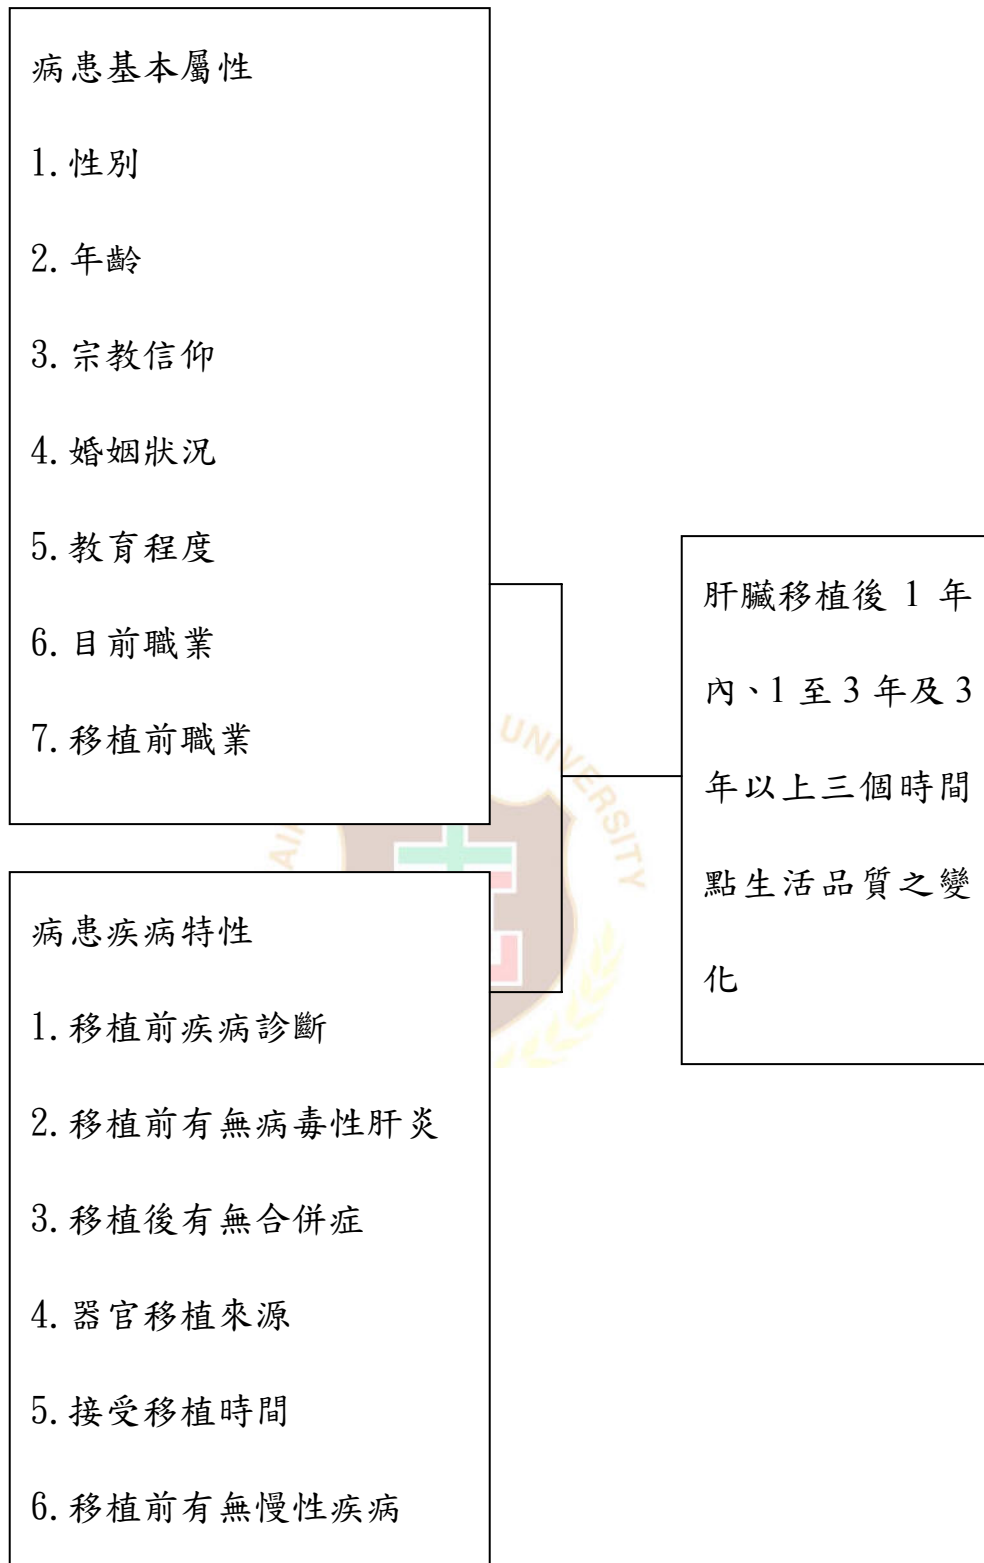 病患基本屬性
1.性別
2.年齡
3.宗教信仰
4.婚姻狀況
5.教育程度
6.目前職業
7.移植前職業
病患疾病特性
1.移植前疾病診斷
2.移植前有無病毒性肝炎
3.移植後有無合併症
4.器官移植來源
5.接受移植時間
6.移植前有無慢性疾病
肝臟移植後 1 年
內、1 至 3 年及 3
年以上三個時間
點生活品質之變
化
UNIVERSITY